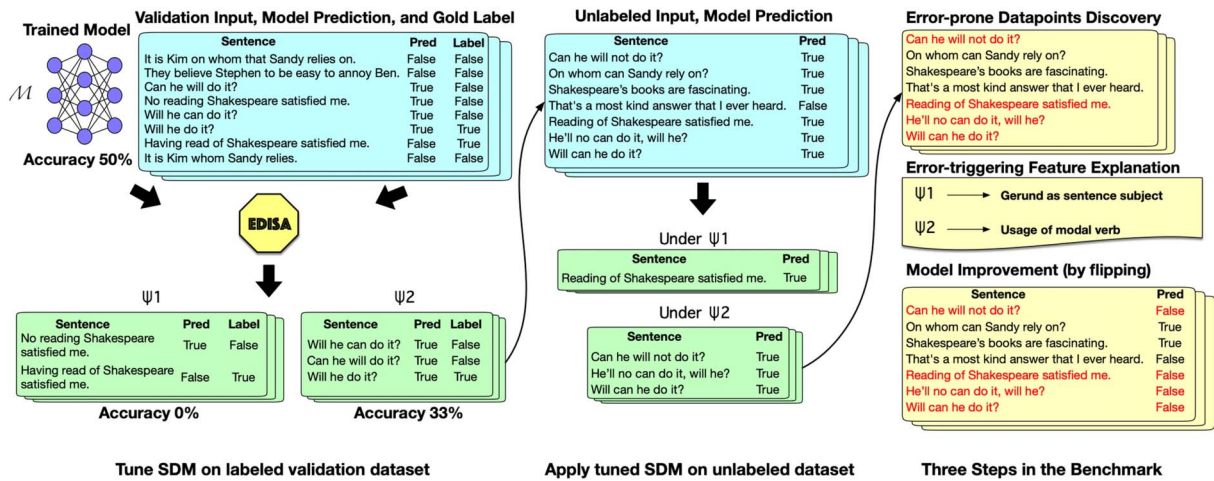 Trained Model
M
Accuracy 50%
Validation Input, Model Prediction, and Gold Label
Sentence Pred Label
It is Kim on whom that Sandy relies on. False False
They believe Stephen to be easy to annoy Ben. False False
Can he will do it? True False
No reading Shakespeare satisfied me. True False
Will he can do it? True False
Will he do it? True True
Having read of Shakespeare satisfied me. False True
It is Kim whom Sandy relies. False False
EDISA
Ψ1
Sentence Pred Label
No reading Shakespeare
satisfied me. True False
Having read of Shakespeare
satisfied me. False True
Accuracy 0%
Ψ2
Sentence Pred Label
Will he can do it? True False
Can he will do it? True False
Will he do it? True True
Accuracy 33%
Tune SDM on labeled validation dataset
Unlabeled Input, Model Prediction
Sentence Pred
Can he will not do it? True
On whom can Sandy rely on? True
Shakespeare's books are fascinating. True
That's a most kind answer that I ever heard. False
Reading of Shakespeare satisfied me. True
He'll no can do it, will he? True
Will can he do it? True
Under Ψ1
Sentence Pred
Reading of Shakespeare satisfied me. True
Under Ψ2
Sentence Pred
Can he will not do it? True
He'll no can do it, will he? True
Will can he do it? True
Apply tuned SDM on unlabeled dataset
Error-prone Datapoints Discovery
Can he will not do it?
On whom can Sandy rely on?
Shakespeare's books are fascinating.
That's a most kind answer that I ever heard.
Reading of Shakespeare satisfied me.
He'll no can do it, will he?
Will can he do it?
Error-triggering Feature Explanation
Ψ1 Gerund as sentence subject
Ψ2 Usage of modal verb
Model Improvement (by flipping)
Sentence Pred
Can he will not do it? False
On whom can Sandy rely on? True
Shakespeare's books are fascinating. True
That's a most kind answer that I ever heard. False
Reading of Shakespeare satisfied me. False
He'll no can do it, will he? False
Will can he do it? False
Three Steps in the Benchmark